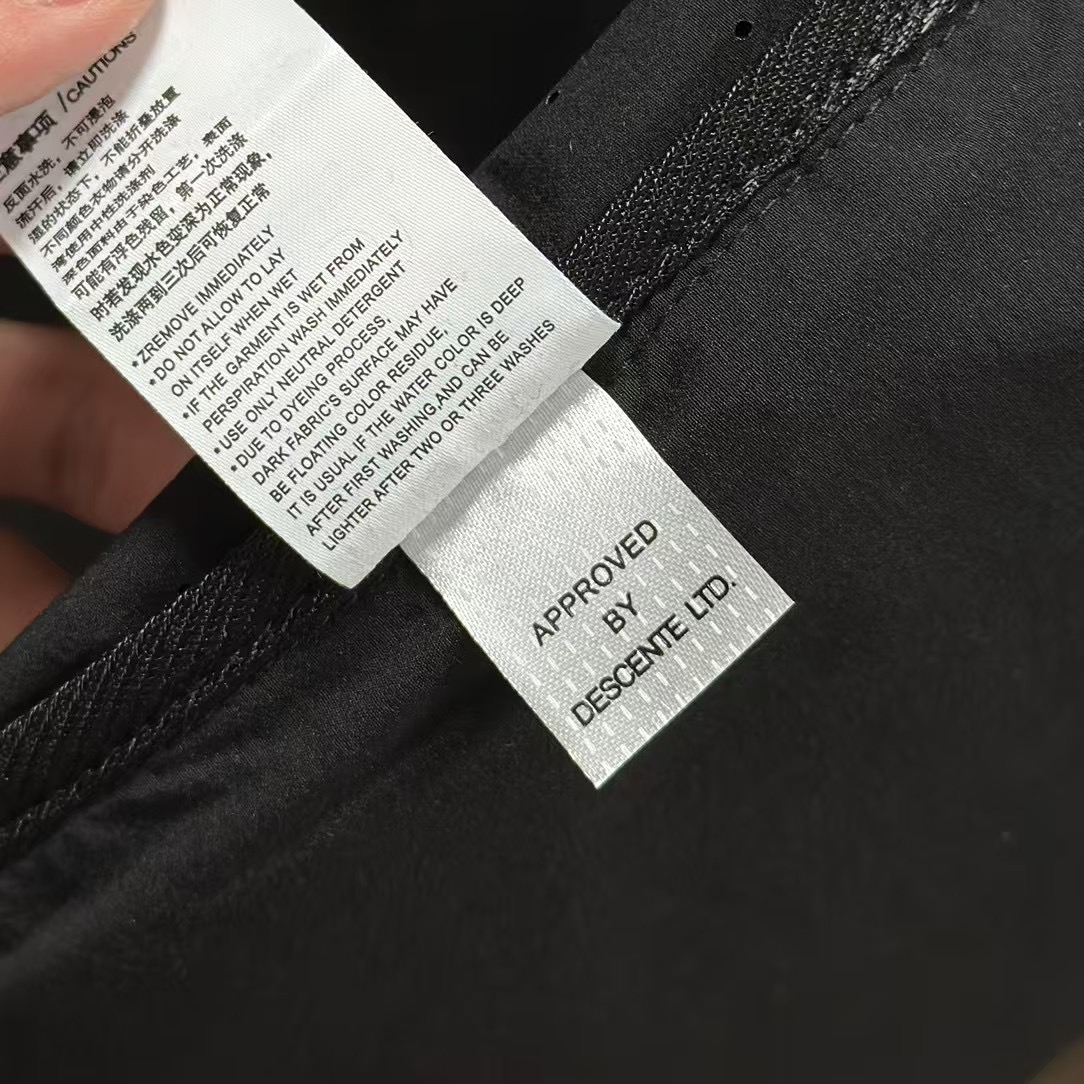 注意事项 /CAUTIONS
反面水洗，不可浸泡
流汗后，请立即洗涤
湿的状态下，不能折叠放置
不同颜色衣物请分开洗涤
需使用中性洗涤剂
深色面料由于染色工艺，表面
可能有浮色残留，第一次洗涤
时若发现水色变深为正常现象，
洗涤两到三次后可恢复正常
*ZREMOVE IMMEDIATELY
*DO NOT ALLOW TO LAY
ON ITSELF WHEN WET
*IF THE GARMENT IS WET FROM
PERSPIRATION WASH IMMEDIATELY
*USE ONLY NEUTRAL DETERGENT
*DUE TO DYEING PROCESS,
DARK FABRIC'S SURFACE MAY HAVE
BE FLOATING COLOR RESIDUE,
IT IS USUAL IF THE WATER COLOR IS DEEP
AFTER FIRST WASHING,AND CAN BE
LIGHTER AFTER TWO OR THREE WASHES
APPROVED
BY
DESCENTE LTD.